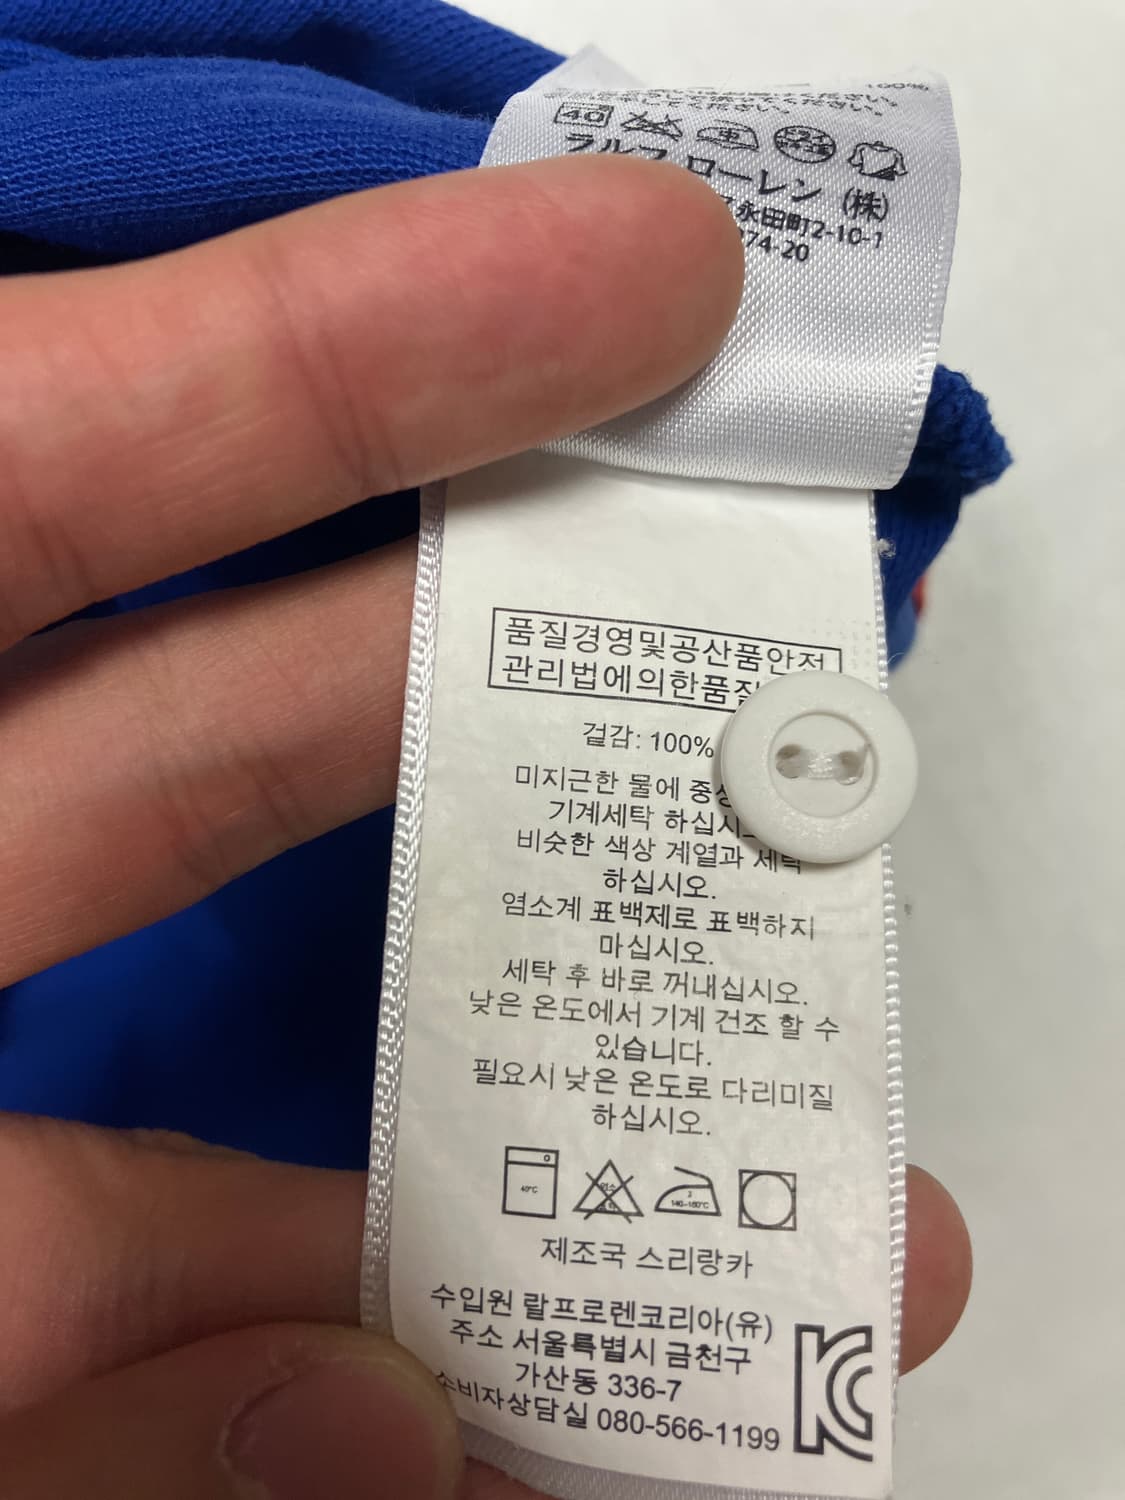 100%
40
ラルフ ローレン (株)
永田町2-10-1
74-20
품질경영및공산품안전
관리법에의한품질
걸감: 100%
미지근한 물에 중성
기계세탁 하십시
비슷한 색상 계열과 세탁
하십시오.
염소계 표백제로 표백하지
마십시오.
세탁 후 바로 꺼내십시오.
낮은 온도에서 기계 건조 할 수
있습니다.
필요시 낮은 온도로 다리미질
하십시오.
40°C
2
140~160°C
제조국 스리랑카
수입원 랄프로렌코리아(유)
주소 서울특별시 금천구
가산동 336-7
소비자상담실 080-566-1199